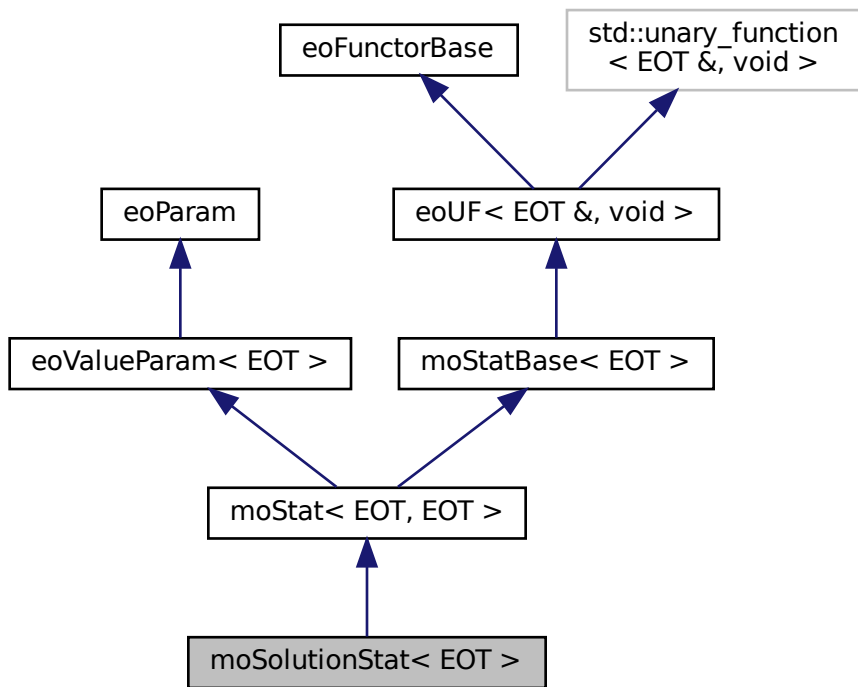 std::unary_function
< EOT &, void >
eoFunctorBase
eoParam
eoUF< EOT &, void >
eoValueParam< EOT >
moStatBase< EOT >
moStat< EOT, EOT >
moSolutionStat< EOT >